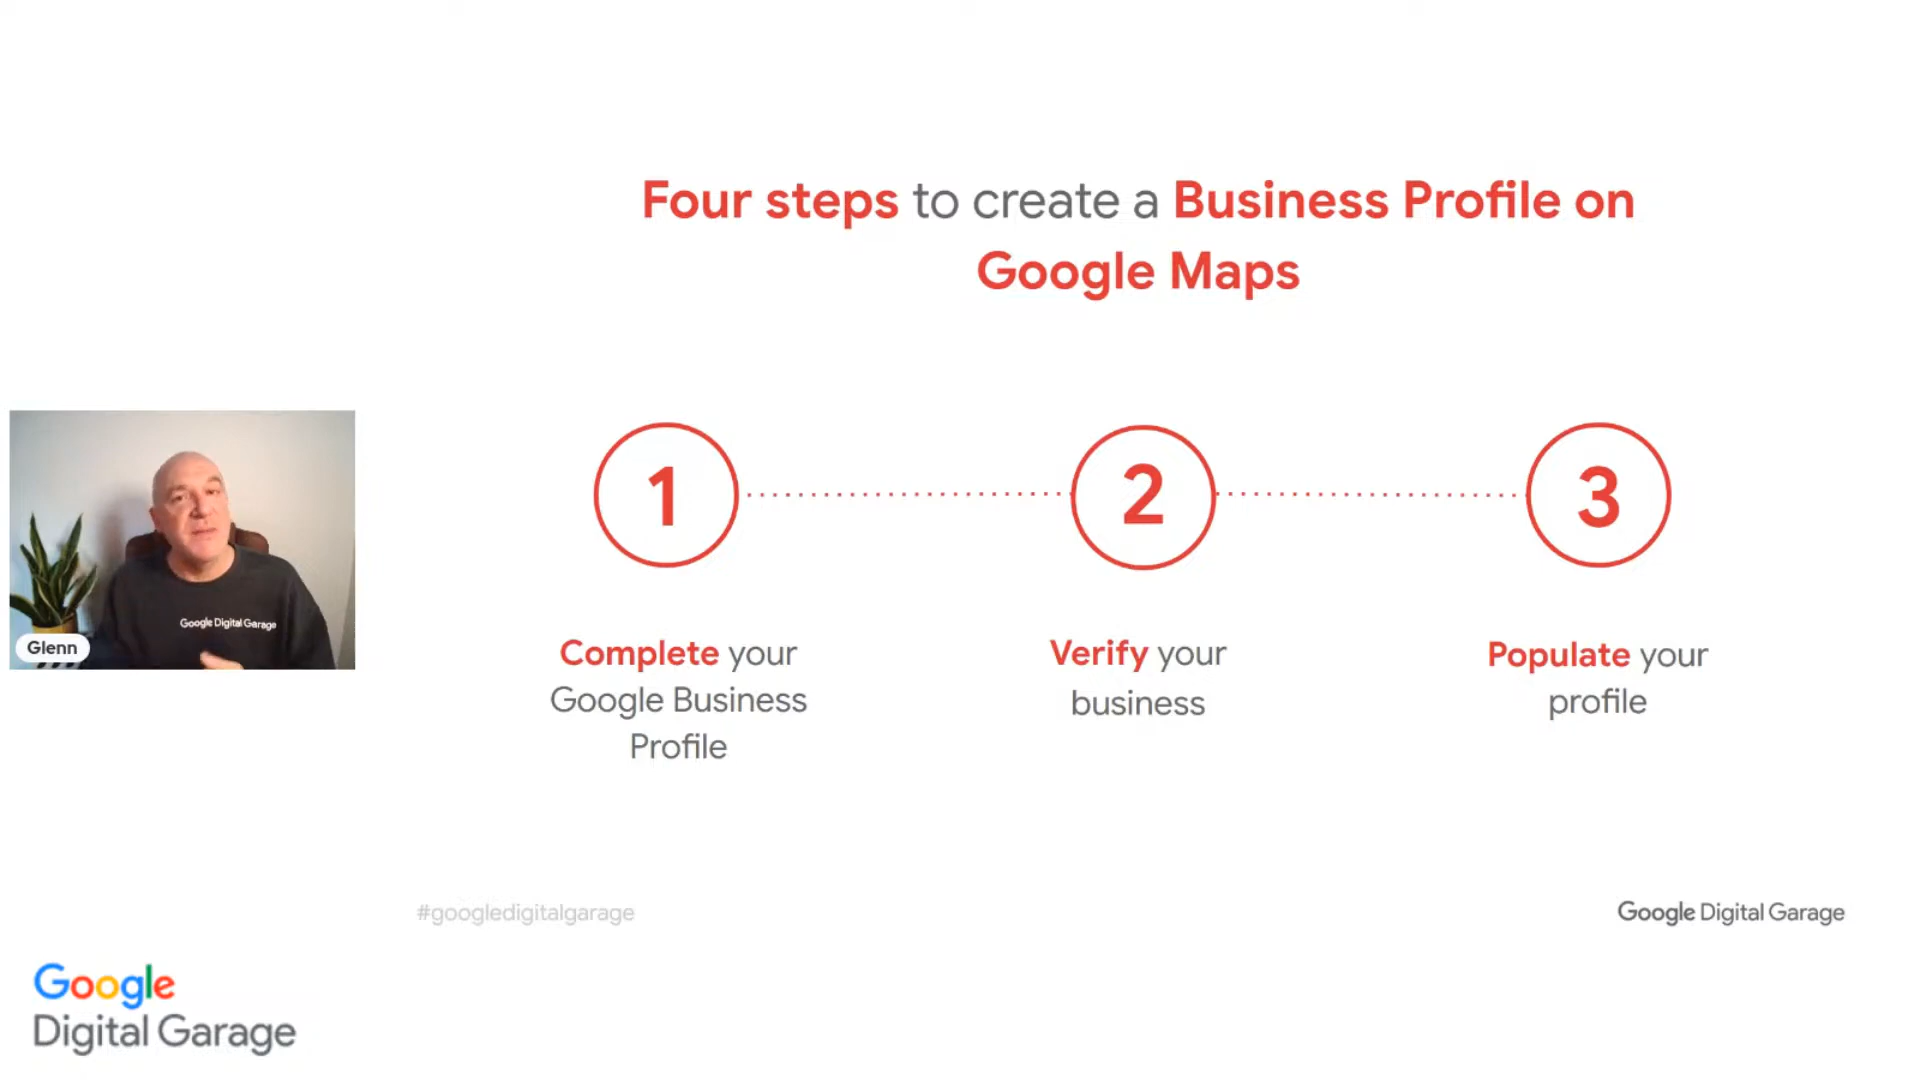 Four steps to create a Business Profile on
Google Maps
1
2
3
Complete your
Google Business
Profile
Verify your
business
Populate your
profile
Google Digital Garage
Glenn
#googledigitalgarage
Google Digital Garage
Google
Digital Garage